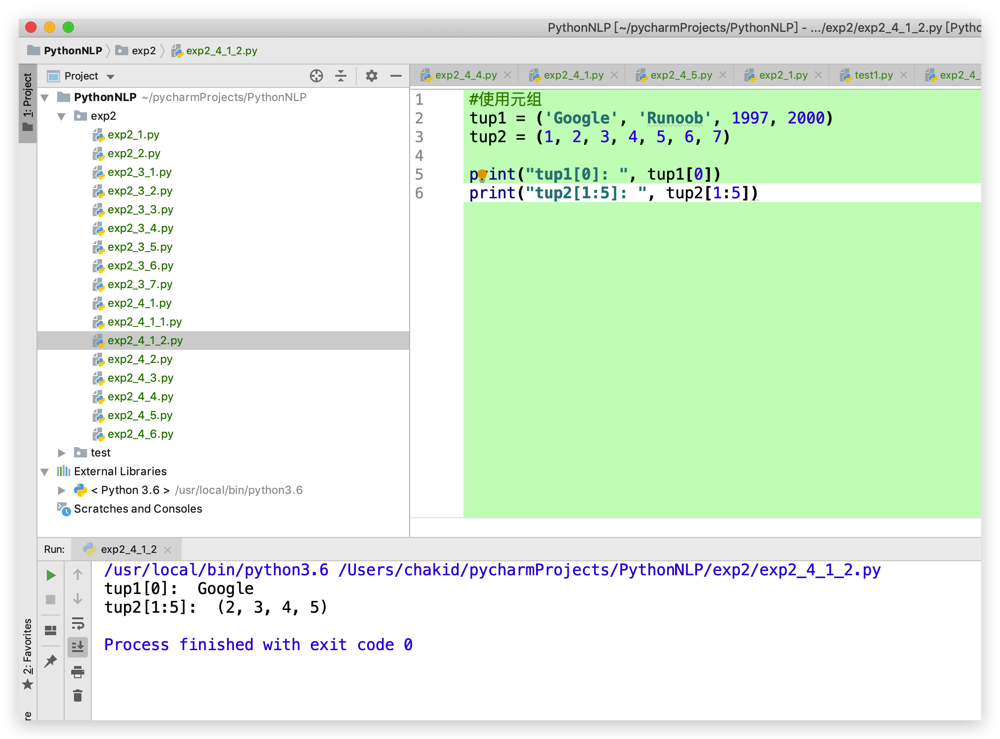 PythonNLP [~/pycharmProjects/PythonNLP] - .../exp2/exp2_4_1_2.py [Pytho
PythonNLP exp2 exp2_4_1_2.py
1: Project
Project
exp2_4_4.py exp2_4_1.py exp2_4_5.py exp2_1.py test1.py exp2_4_
PythonNLP ~/pycharmProjects/PythonNLP
exp2
exp2_1.py
exp2_2.py
exp2_3_1.py
exp2_3_2.py
exp2_3_3.py
exp2_3_4.py
exp2_3_5.py
exp2_3_6.py
exp2_3_7.py
exp2_4_1.py
exp2_4_1_1.py
exp2_4_1_2.py
exp2_4_2.py
exp2_4_3.py
exp2_4_4.py
exp2_4_5.py
exp2_4_6.py
test
External Libraries
< Python 3.6 > /usr/local/bin/python3.6
Scratches and Consoles
1 #使用元组
2 tup1 = ('Google', 'Runoob', 1997, 2000)
3 tup2 = (1, 2, 3, 4, 5, 6, 7)
4
5 print("tup1[0]: ", tup1[0])
6 print("tup2[1:5]: ", tup2[1:5])
Run: exp2_4_1_2
/usr/local/bin/python3.6 /Users/chakid/pycharmProjects/PythonNLP/exp2/exp2_4_1_2.py
tup1[0]:  Google
tup2[1:5]:  (2, 3, 4, 5)
Process finished with exit code 0
2: Favorites
re